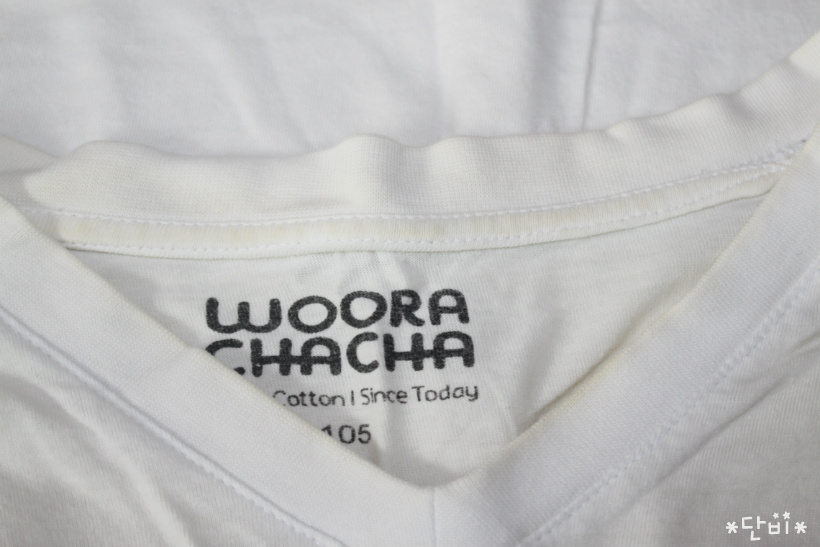 WOORA
CHACHA
Cotton | Since Today
105
*단비*